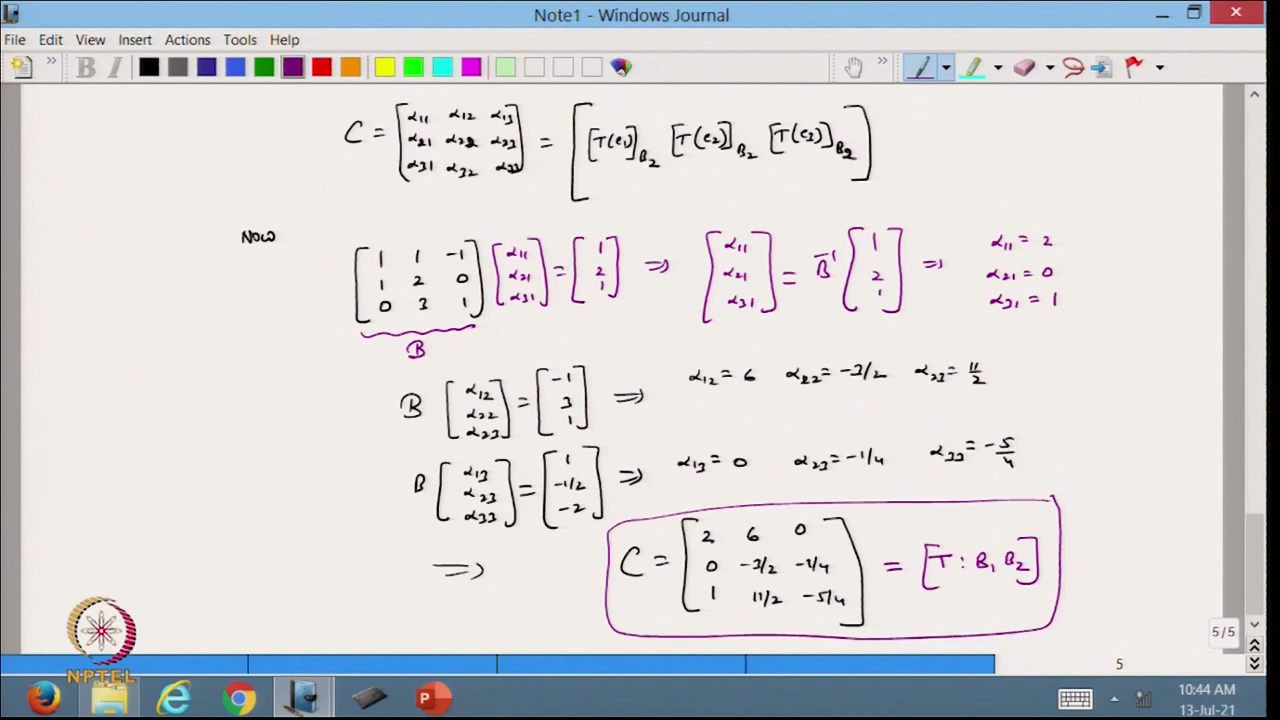 Note1 - Windows Journal
File Edit View Insert Actions Tools Help
C = [α11 α12 α13; α21 α22 α23; α31 α32 α33] = [[T(e1)]B2 [T(e2)]B2 [T(e3)]B2]
Now
[1 1 -1; 1 2 0; 0 3 1] [α11; α21; α31] = [1; 2; 1] ⇒ [α11; α21; α31] = B⁻¹ [1; 2; 1] ⇒ α11 = 2
α21 = 0
α31 = 1
B
B [α12; α22; α23] = [-1; 3; 1] ⇒ α12 = 6 α22 = -3/2 α23 = 11/2
B [α13; α23; α33] = [1; -1/2; -2] ⇒ α13 = 0 α23 = -1/4 α33 = -5/4
⇒ C = [2 6 0; 0 -3/2 -1/4; 1 11/2 -5/4] = [T : B1 B2]
5/5
5
NPTEL
10:44 AM
13-Jul-21